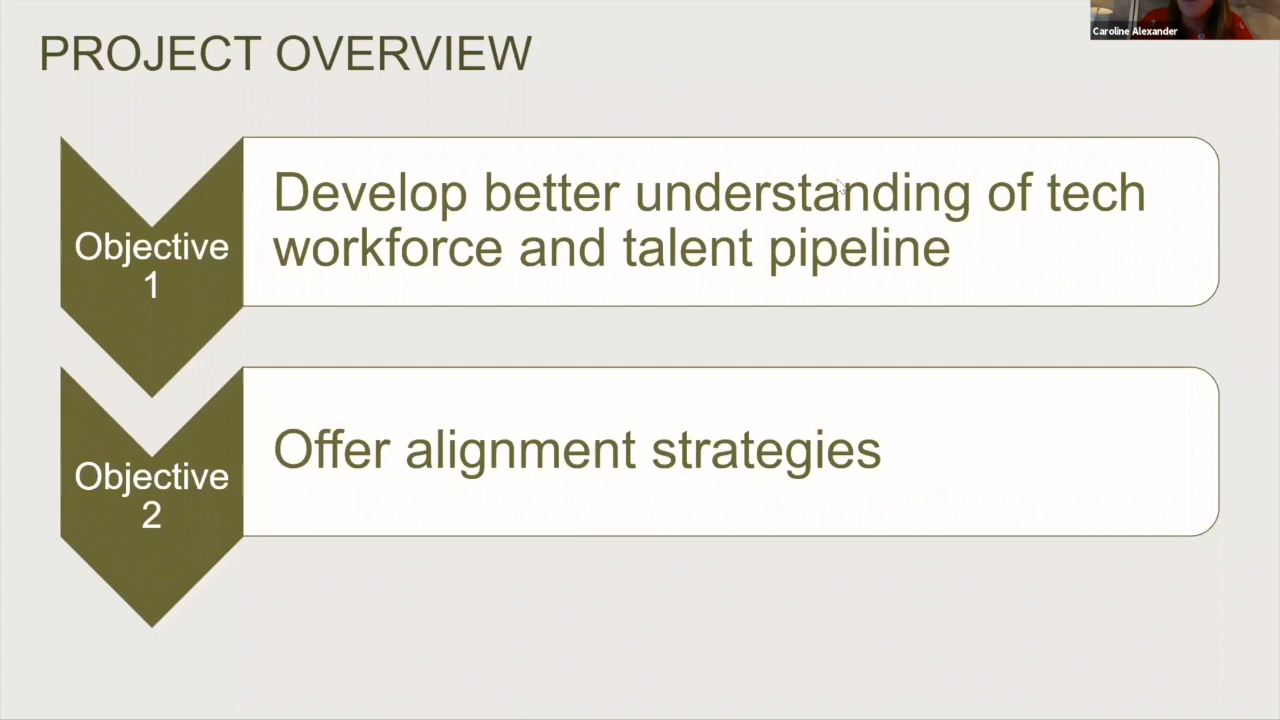 PROJECT OVERVIEW
Caroline Alexander
Objective
1
Develop better understanding of tech
workforce and talent pipeline
Objective
2
Offer alignment strategies